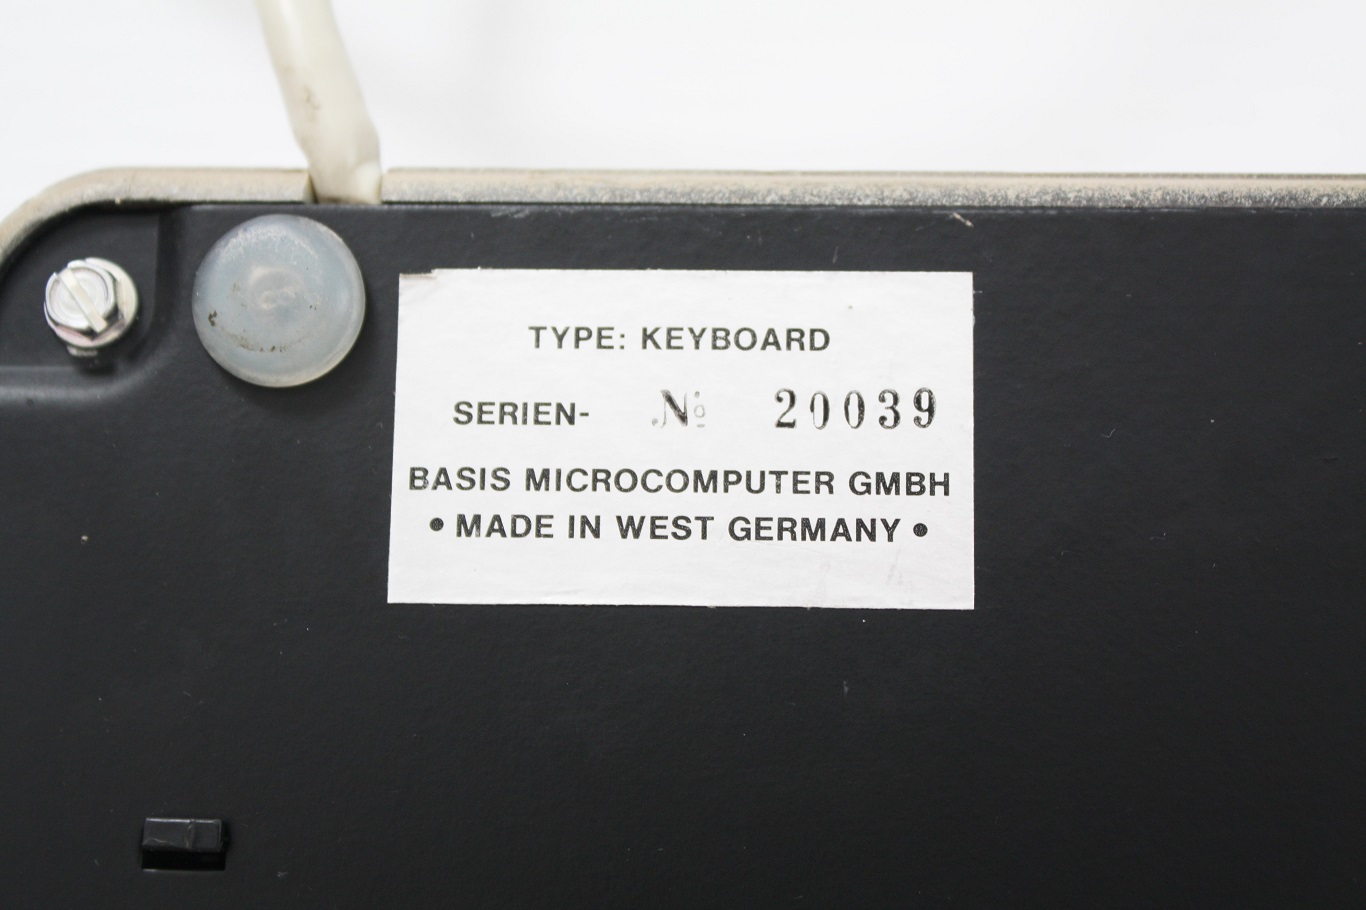 TYPE: KEYBOARD
SERIEN- № 20039
BASIS MICROCOMPUTER GMBH
• MADE IN WEST GERMANY •